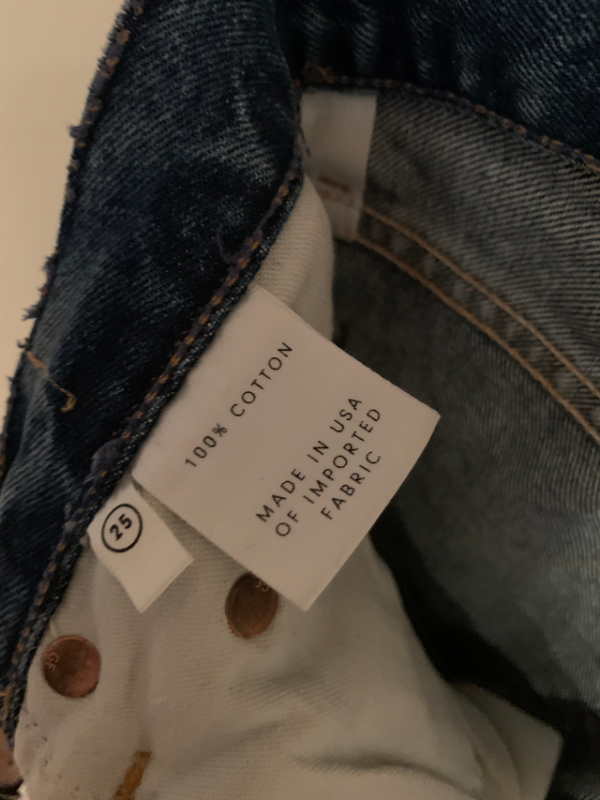 100% COTTON
MADE IN USA
OF IMPORTED
FABRIC
25